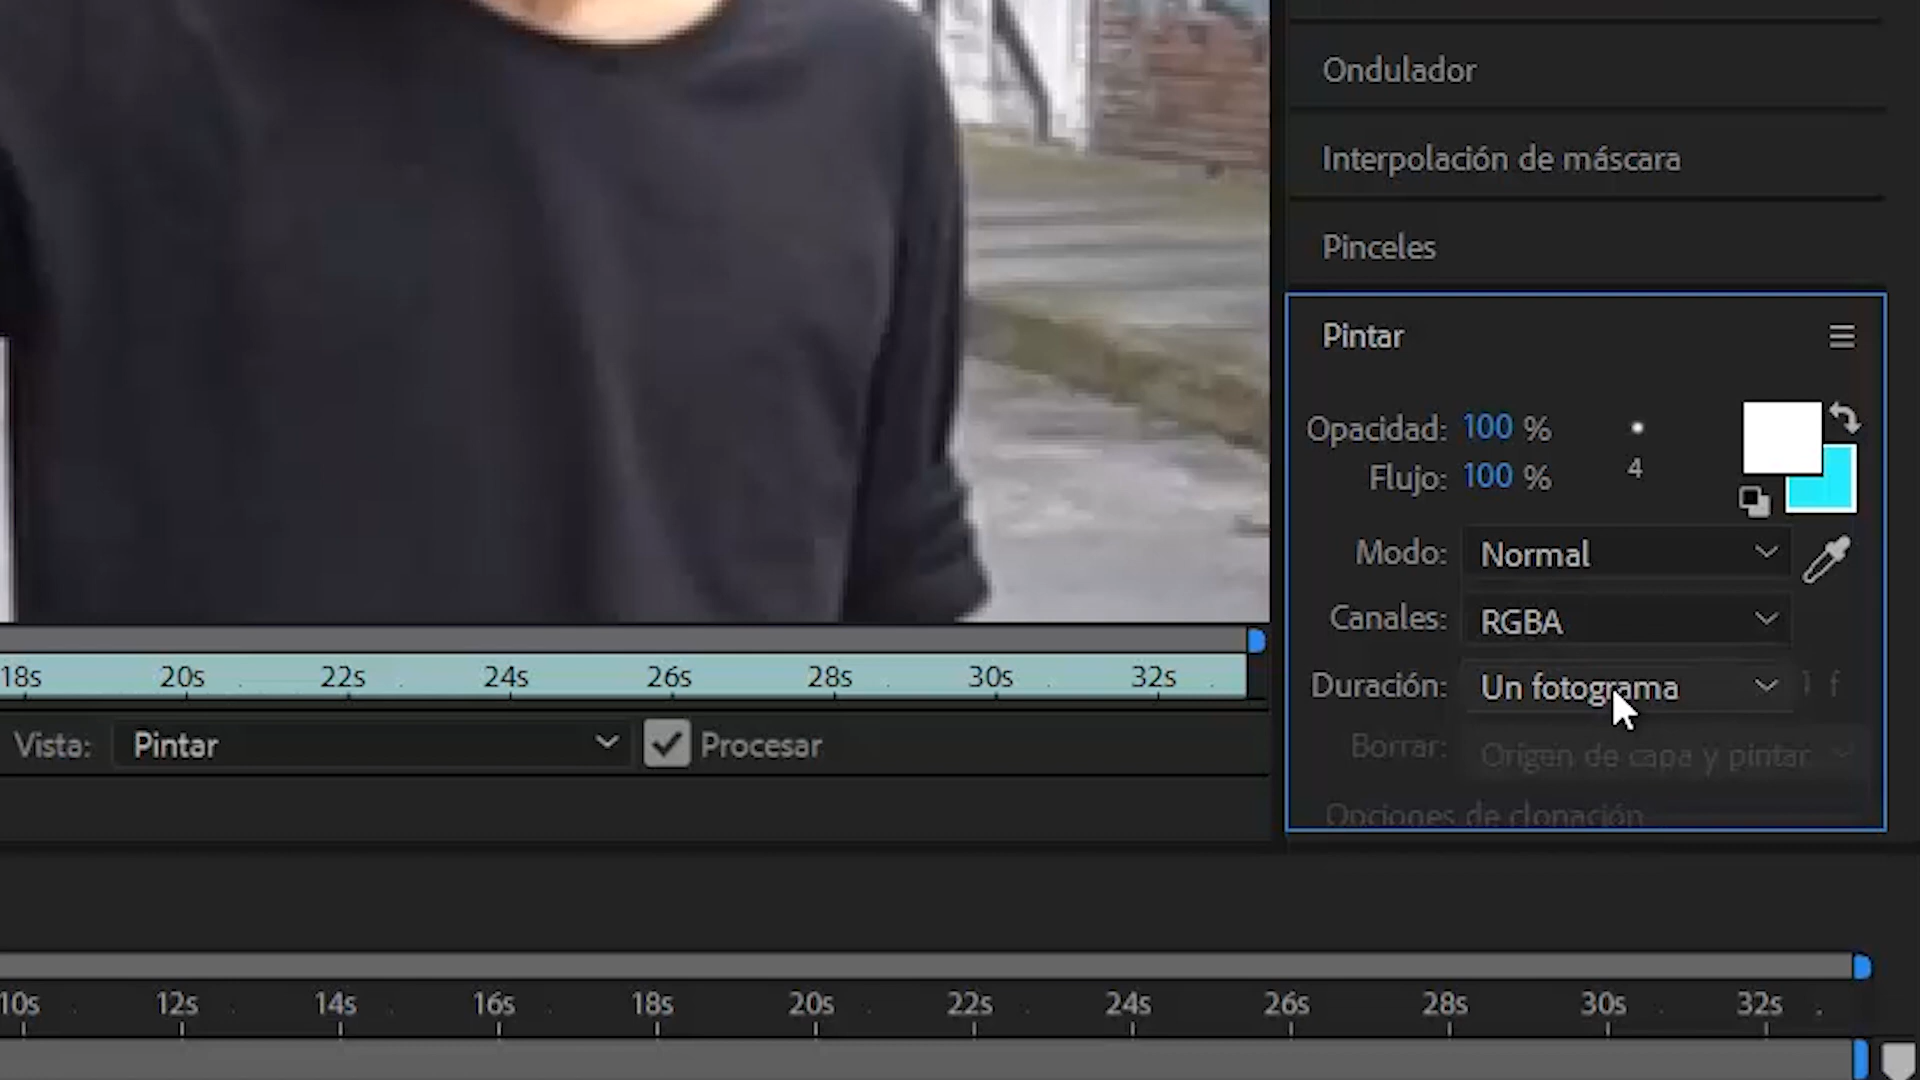 Ondulador
Interpolación de máscara
Pinceles
Pintar
Opacidad: 100 %
Flujo: 100 %
4
Modo: Normal
Canales: RGBA
Duración: Un fotograma 1 f
Borrar: Origen de capa y pintar
Opciones de clonación
18s 20s 22s 24s 26s 28s 30s 32s
Vista: Pintar Procesar
10s 12s 14s 16s 18s 20s 22s 24s 26s 28s 30s 32s